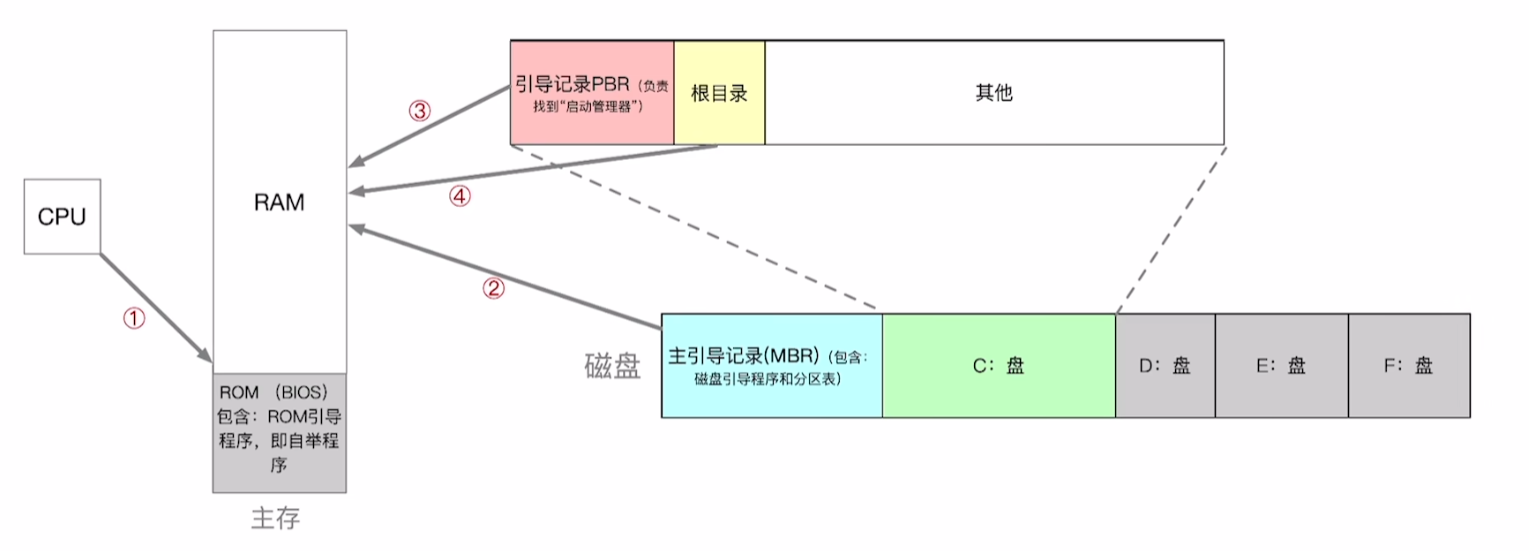 引导记录PBR（负责
找到“启动管理器”）
根目录
其他
③
④
CPU
RAM
②
①
磁盘
主引导记录(MBR)（包含：
磁盘引导程序和分区表）
C：盘
D：盘
E：盘
F：盘
ROM （BIOS）
包含：ROM引导
程序，即自举程
序
主存